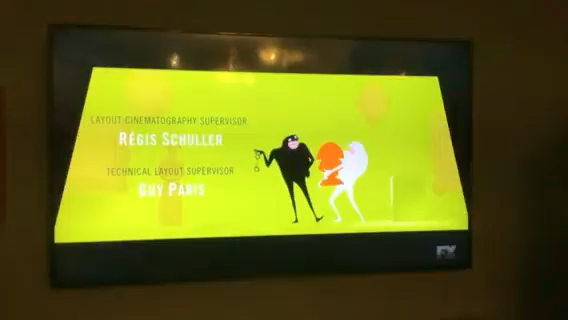 LAYOUT CINEMATOGRAPHY SUPERVISOR
RÉGIS SCHULLER
TECHNICAL LAYOUT SUPERVISOR
GUY PARIS
FX